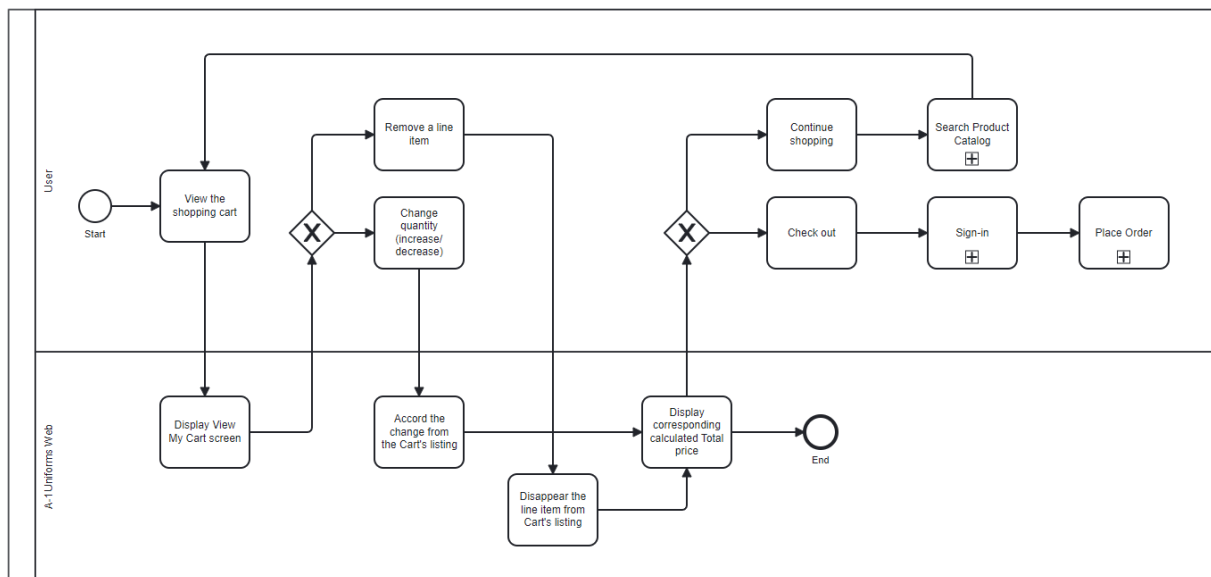 User
Start
View the
shopping cart
Remove a line
item
Change
quantity
(increase/
decrease)
Continue
shopping
Search Product
Catalog
Check out
Sign-in
Place Order
A-1 Uniforms Web
Display View
My Cart screen
Accord the
change from
the Cart's listing
Disappear the
line item from
Cart's listing
Display
corresponding
calculated Total
price
End